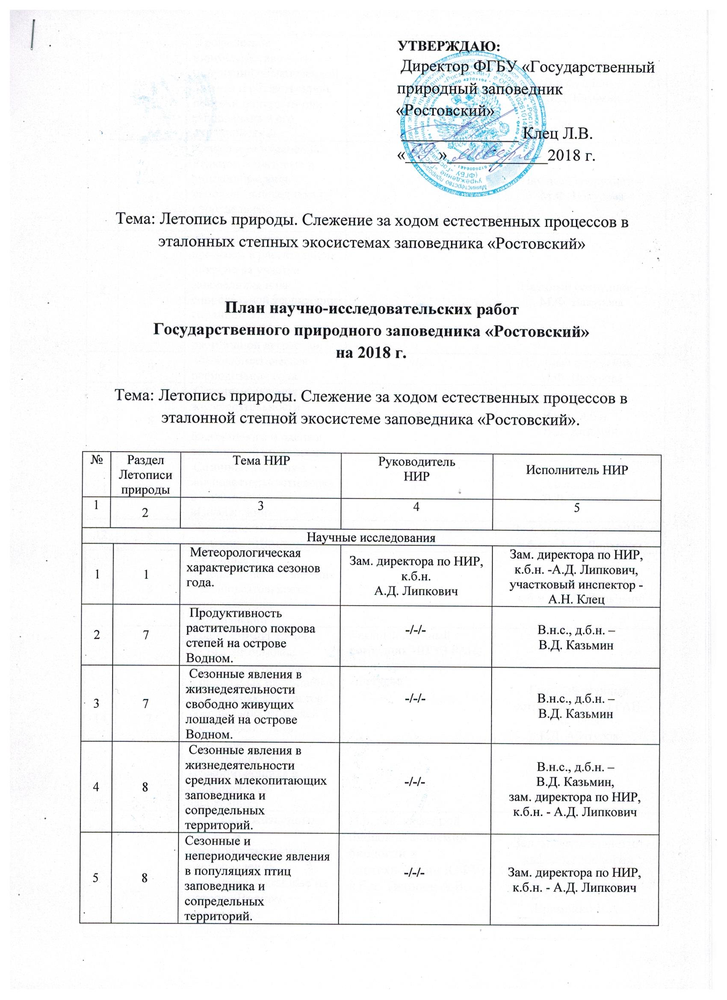 УТВЕРЖДАЮ:
Директор ФГБУ «Государственный
природный заповедник
«Ростовский»
______________ Клец Л.В.
«09» января 2018 г.
Тема: Летопись природы. Слежение за ходом естественных процессов в
эталонных степных экосистемах заповедника «Ростовский»
План научно-исследовательских работ
Государственного природного заповедника «Ростовский»
на 2018 г.
Тема: Летопись природы. Слежение за ходом естественных процессов в
эталонной степной экосистеме заповедника «Ростовский».
№
Раздел
Летописи
природы
Тема НИР
Руководитель
НИР
Исполнитель НИР
1
2
3
4
5
Научные исследования
1
1
Метеорологическая
характеристика сезонов
года.
Зам. директора по НИР,
к.б.н.
А.Д. Липкович
Зам. директора по НИР,
к.б.н. -А.Д. Липкович,
участковый инспектор -
А.Н. Клец
2
7
Продуктивность
растительного покрова
степей на острове
Водном.
-/-/-
В.н.с., д.б.н. –
В.Д. Казьмин
3
7
Сезонные явления в
жизнедеятельности
свободно живущих
лошадей на острове
Водном.
-/-/-
В.н.с., д.б.н. –
В.Д. Казьмин
4
8
Сезонные явления в
жизнедеятельности
средних млекопитающих
заповедника и
сопредельных
территорий.
-/-/-
В.н.с., д.б.н. –
В.Д. Казьмин,
зам. директора по НИР,
к.б.н. - А.Д. Липкович
5
8
Сезонные и
непериодические явления
в популяциях птиц
заповедника и
сопредельных
территорий.
-/-/-
Зам. директора по НИР,
к.б.н. - А.Д. Липкович